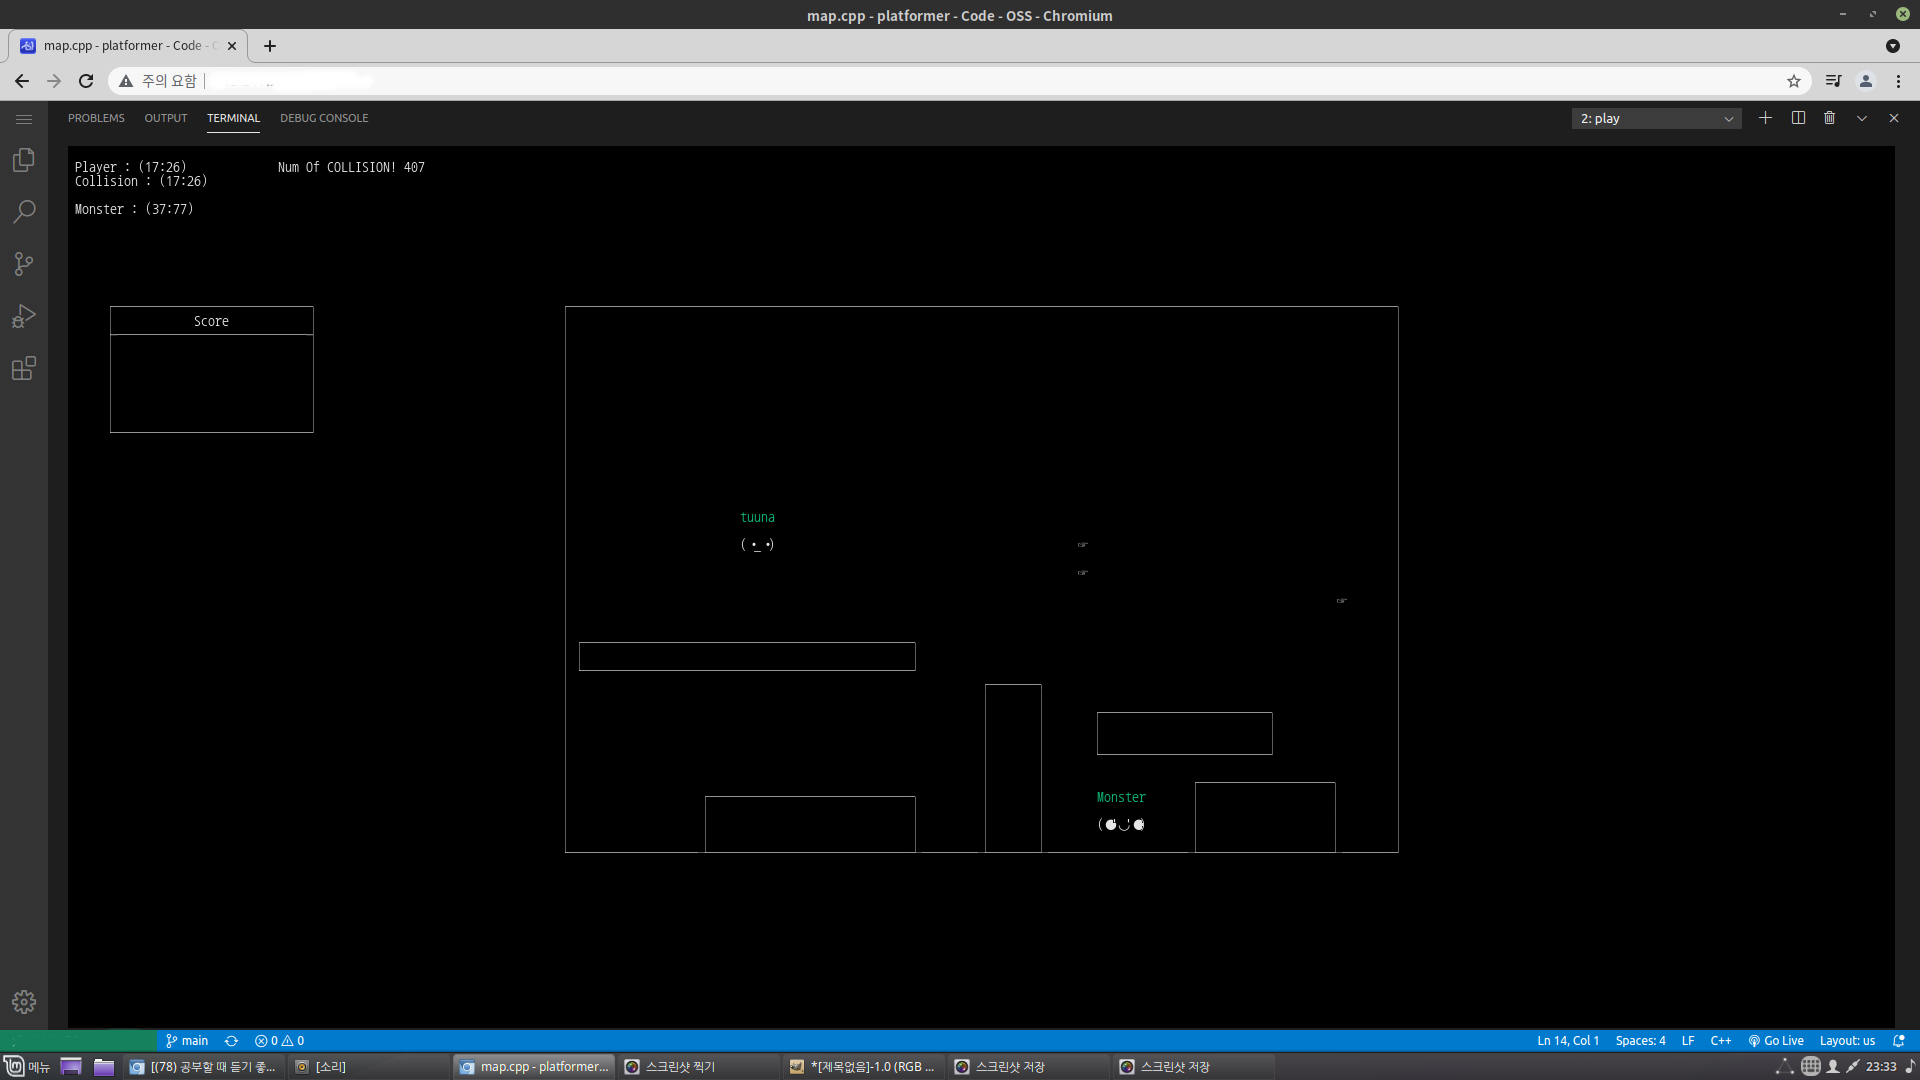 map.cpp - platformer - Code - OSS - Chromium
map.cpp - platformer - Code -
주의 요함
PROBLEMS OUTPUT TERMINAL DEBUG CONSOLE 2: play
Player : (17:26) Num Of COLLISION! 407
Collision : (17:26)
Monster : (37:77)
Score
tuuna
( •_ •)
☞
☞
☞
Monster
main 0 0 Ln 14, Col 1 Spaces: 4 LF C++ Go Live Layout: us
메뉴 [(78) 공부할 때 듣기 좋... [소리] map.cpp - platformer... 스크린샷 찍기 *[제목없음]-1.0 (RGB ... 스크린샷 저장 스크린샷 저장 23:33